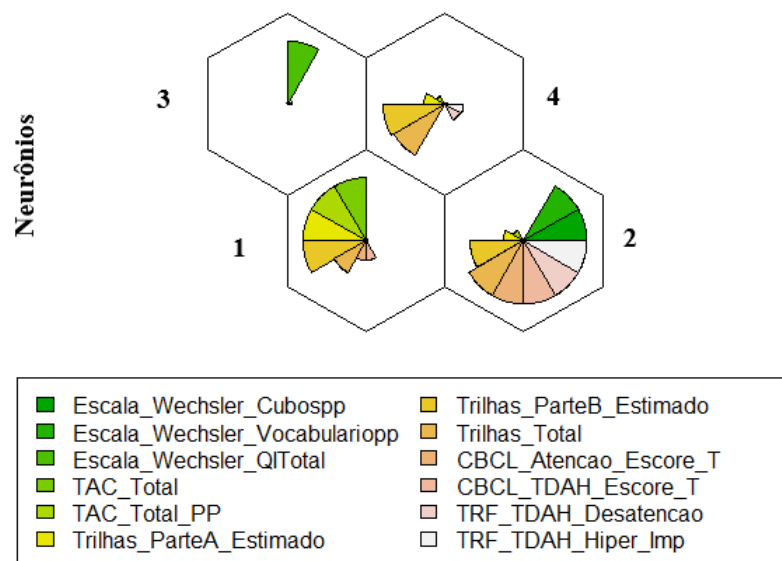 Neurônios
3
4
1
2
Escala_Wechsler_Cubospp
Escala_Wechsler_Vocabulariopp
Escala_Wechsler_QITotal
TAC_Total
TAC_Total_PP
Trilhas_ParteA_Estimado
Trilhas_ParteB_Estimado
Trilhas_Total
CBCL_Atencao_Escore_T
CBCL_TDAH_Escore_T
TRF_TDAH_Desatencao
TRF_TDAH_Hiper_Imp